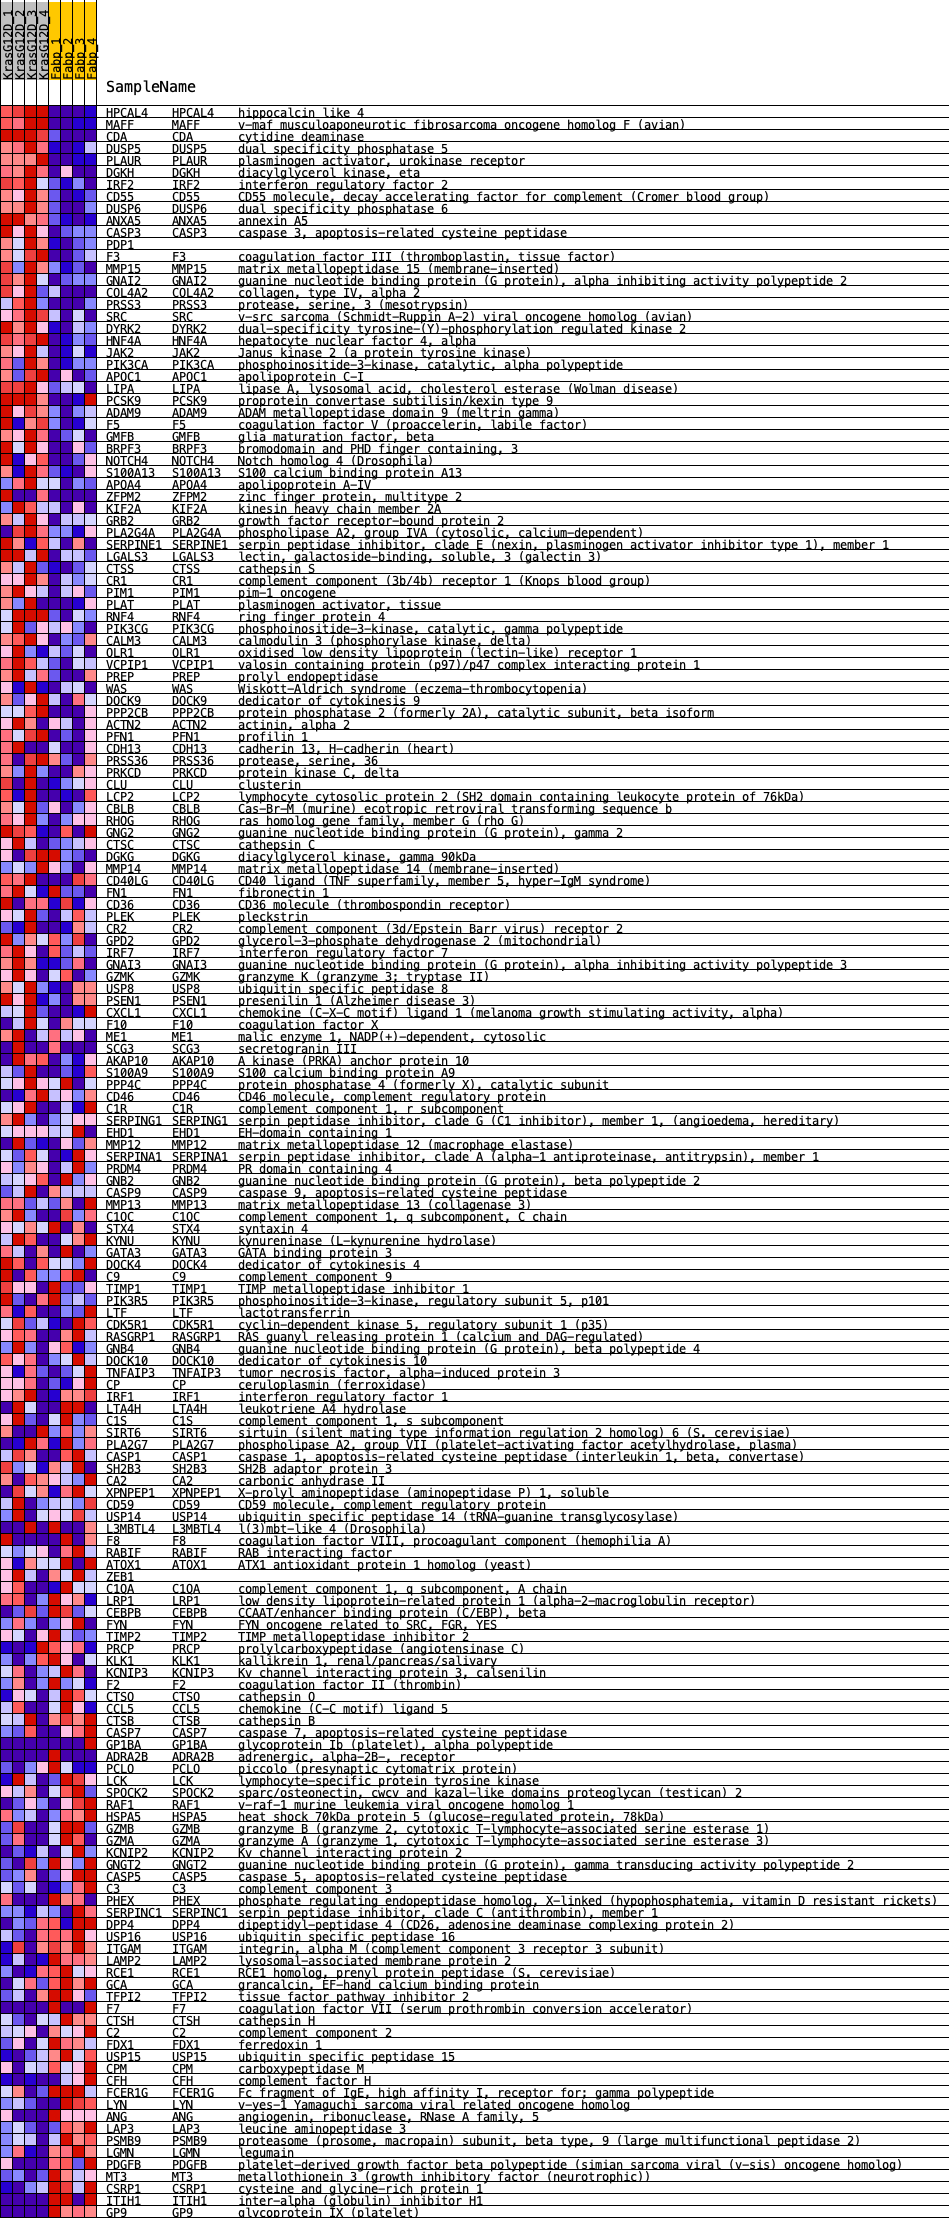 KrasG12D_1
KrasG12D_2
KrasG12D_3
KrasG12D_4
Fabp_1
Fabp_2
Fabp_3
Fabp_4
SampleName
HPCAL4 HPCAL4 hippocalcin like 4
MAFF MAFF v-maf musculoaponeurotic fibrosarcoma oncogene homolog F (avian)
CDA CDA cytidine deaminase
DUSP5 DUSP5 dual specificity phosphatase 5
PLAUR PLAUR plasminogen activator, urokinase receptor
DGKH DGKH diacylglycerol kinase, eta
IRF2 IRF2 interferon regulatory factor 2
CD55 CD55 CD55 molecule, decay accelerating factor for complement (Cromer blood group)
DUSP6 DUSP6 dual specificity phosphatase 6
ANXA5 ANXA5 annexin A5
CASP3 CASP3 caspase 3, apoptosis-related cysteine peptidase
PDP1
F3 F3 coagulation factor III (thromboplastin, tissue factor)
MMP15 MMP15 matrix metallopeptidase 15 (membrane-inserted)
GNAI2 GNAI2 guanine nucleotide binding protein (G protein), alpha inhibiting activity polypeptide 2
COL4A2 COL4A2 collagen, type IV, alpha 2
PRSS3 PRSS3 protease, serine, 3 (mesotrypsin)
SRC SRC v-src sarcoma (Schmidt-Ruppin A-2) viral oncogene homolog (avian)
DYRK2 DYRK2 dual-specificity tyrosine-(Y)-phosphorylation regulated kinase 2
HNF4A HNF4A hepatocyte nuclear factor 4, alpha
JAK2 JAK2 Janus kinase 2 (a protein tyrosine kinase)
PIK3CA PIK3CA phosphoinositide-3-kinase, catalytic, alpha polypeptide
APOC1 APOC1 apolipoprotein C-I
LIPA LIPA lipase A, lysosomal acid, cholesterol esterase (Wolman disease)
PCSK9 PCSK9 proprotein convertase subtilisin/kexin type 9
ADAM9 ADAM9 ADAM metallopeptidase domain 9 (meltrin gamma)
F5 F5 coagulation factor V (proaccelerin, labile factor)
GMFB GMFB glia maturation factor, beta
BRPF3 BRPF3 bromodomain and PHD finger containing, 3
NOTCH4 NOTCH4 Notch homolog 4 (Drosophila)
S100A13 S100A13 S100 calcium binding protein A13
APOA4 APOA4 apolipoprotein A-IV
ZFPM2 ZFPM2 zinc finger protein, multitype 2
KIF2A KIF2A kinesin heavy chain member 2A
GRB2 GRB2 growth factor receptor-bound protein 2
PLA2G4A PLA2G4A phospholipase A2, group IVA (cytosolic, calcium-dependent)
SERPINE1 SERPINE1 serpin peptidase inhibitor, clade E (nexin, plasminogen activator inhibitor type 1), member 1
LGALS3 LGALS3 lectin, galactoside-binding, soluble, 3 (galectin 3)
CTSS CTSS cathepsin S
CR1 CR1 complement component (3b/4b) receptor 1 (Knops blood group)
PIM1 PIM1 pim-1 oncogene
PLAT PLAT plasminogen activator, tissue
RNF4 RNF4 ring finger protein 4
PIK3CG PIK3CG phosphoinositide-3-kinase, catalytic, gamma polypeptide
CALM3 CALM3 calmodulin 3 (phosphorylase kinase, delta)
OLR1 OLR1 oxidised low density lipoprotein (lectin-like) receptor 1
VCPIP1 VCPIP1 valosin containing protein (p97)/p47 complex interacting protein 1
PREP PREP prolyl endopeptidase
WAS WAS Wiskott-Aldrich syndrome (eczema-thrombocytopenia)
DOCK9 DOCK9 dedicator of cytokinesis 9
PPP2CB PPP2CB protein phosphatase 2 (formerly 2A), catalytic subunit, beta isoform
ACTN2 ACTN2 actinin, alpha 2
PFN1 PFN1 profilin 1
CDH13 CDH13 cadherin 13, H-cadherin (heart)
PRSS36 PRSS36 protease, serine, 36
PRKCD PRKCD protein kinase C, delta
CLU CLU clusterin
LCP2 LCP2 lymphocyte cytosolic protein 2 (SH2 domain containing leukocyte protein of 76kDa)
CBLB CBLB Cas-Br-M (murine) ecotropic retroviral transforming sequence b
RHOG RHOG ras homolog gene family, member G (rho G)
GNG2 GNG2 guanine nucleotide binding protein (G protein), gamma 2
CTSC CTSC cathepsin C
DGKG DGKG diacylglycerol kinase, gamma 90kDa
MMP14 MMP14 matrix metallopeptidase 14 (membrane-inserted)
CD40LG CD40LG CD40 ligand (TNF superfamily, member 5, hyper-IgM syndrome)
FN1 FN1 fibronectin 1
CD36 CD36 CD36 molecule (thrombospondin receptor)
PLEK PLEK pleckstrin
CR2 CR2 complement component (3d/Epstein Barr virus) receptor 2
GPD2 GPD2 glycerol-3-phosphate dehydrogenase 2 (mitochondrial)
IRF7 IRF7 interferon regulatory factor 7
GNAI3 GNAI3 guanine nucleotide binding protein (G protein), alpha inhibiting activity polypeptide 3
GZMK GZMK granzyme K (granzyme 3; tryptase II)
USP8 USP8 ubiquitin specific peptidase 8
PSEN1 PSEN1 presenilin 1 (Alzheimer disease 3)
CXCL1 CXCL1 chemokine (C-X-C motif) ligand 1 (melanoma growth stimulating activity, alpha)
F10 F10 coagulation factor X
ME1 ME1 malic enzyme 1, NADP(+)-dependent, cytosolic
SCG3 SCG3 secretogranin III
AKAP10 AKAP10 A kinase (PRKA) anchor protein 10
S100A9 S100A9 S100 calcium binding protein A9
PPP4C PPP4C protein phosphatase 4 (formerly X), catalytic subunit
CD46 CD46 CD46 molecule, complement regulatory protein
C1R C1R complement component 1, r subcomponent
SERPING1 SERPING1 serpin peptidase inhibitor, clade G (C1 inhibitor), member 1, (angioedema, hereditary)
EHD1 EHD1 EH-domain containing 1
MMP12 MMP12 matrix metallopeptidase 12 (macrophage elastase)
SERPINA1 SERPINA1 serpin peptidase inhibitor, clade A (alpha-1 antiproteinase, antitrypsin), member 1
PRDM4 PRDM4 PR domain containing 4
GNB2 GNB2 guanine nucleotide binding protein (G protein), beta polypeptide 2
CASP9 CASP9 caspase 9, apoptosis-related cysteine peptidase
MMP13 MMP13 matrix metallopeptidase 13 (collagenase 3)
C1QC C1QC complement component 1, q subcomponent, C chain
STX4 STX4 syntaxin 4
KYNU KYNU kynureninase (L-kynurenine hydrolase)
GATA3 GATA3 GATA binding protein 3
DOCK4 DOCK4 dedicator of cytokinesis 4
C9 C9 complement component 9
TIMP1 TIMP1 TIMP metallopeptidase inhibitor 1
PIK3R5 PIK3R5 phosphoinositide-3-kinase, regulatory subunit 5, p101
LTF LTF lactotransferrin
CDK5R1 CDK5R1 cyclin-dependent kinase 5, regulatory subunit 1 (p35)
RASGRP1 RASGRP1 RAS guanyl releasing protein 1 (calcium and DAG-regulated)
GNB4 GNB4 guanine nucleotide binding protein (G protein), beta polypeptide 4
DOCK10 DOCK10 dedicator of cytokinesis 10
TNFAIP3 TNFAIP3 tumor necrosis factor, alpha-induced protein 3
CP CP ceruloplasmin (ferroxidase)
IRF1 IRF1 interferon regulatory factor 1
LTA4H LTA4H leukotriene A4 hydrolase
C1S C1S complement component 1, s subcomponent
SIRT6 SIRT6 sirtuin (silent mating type information regulation 2 homolog) 6 (S. cerevisiae)
PLA2G7 PLA2G7 phospholipase A2, group VII (platelet-activating factor acetylhydrolase, plasma)
CASP1 CASP1 caspase 1, apoptosis-related cysteine peptidase (interleukin 1, beta, convertase)
SH2B3 SH2B3 SH2B adaptor protein 3
CA2 CA2 carbonic anhydrase II
XPNPEP1 XPNPEP1 X-prolyl aminopeptidase (aminopeptidase P) 1, soluble
CD59 CD59 CD59 molecule, complement regulatory protein
USP14 USP14 ubiquitin specific peptidase 14 (tRNA-guanine transglycosylase)
L3MBTL4 L3MBTL4 l(3)mbt-like 4 (Drosophila)
F8 F8 coagulation factor VIII, procoagulant component (hemophilia A)
RABIF RABIF RAB interacting factor
ATOX1 ATOX1 ATX1 antioxidant protein 1 homolog (yeast)
ZEB1
C1QA C1QA complement component 1, q subcomponent, A chain
LRP1 LRP1 low density lipoprotein-related protein 1 (alpha-2-macroglobulin receptor)
CEBPB CEBPB CCAAT/enhancer binding protein (C/EBP), beta
FYN FYN FYN oncogene related to SRC, FGR, YES
TIMP2 TIMP2 TIMP metallopeptidase inhibitor 2
PRCP PRCP prolylcarboxypeptidase (angiotensinase C)
KLK1 KLK1 kallikrein 1, renal/pancreas/salivary
KCNIP3 KCNIP3 Kv channel interacting protein 3, calsenilin
F2 F2 coagulation factor II (thrombin)
CTSO CTSO cathepsin O
CCL5 CCL5 chemokine (C-C motif) ligand 5
CTSB CTSB cathepsin B
CASP7 CASP7 caspase 7, apoptosis-related cysteine peptidase
GP1BA GP1BA glycoprotein Ib (platelet), alpha polypeptide
ADRA2B ADRA2B adrenergic, alpha-2B-, receptor
PCLO PCLO piccolo (presynaptic cytomatrix protein)
LCK LCK lymphocyte-specific protein tyrosine kinase
SPOCK2 SPOCK2 sparc/osteonectin, cwcv and kazal-like domains proteoglycan (testican) 2
RAF1 RAF1 v-raf-1 murine leukemia viral oncogene homolog 1
HSPA5 HSPA5 heat shock 70kDa protein 5 (glucose-regulated protein, 78kDa)
GZMB GZMB granzyme B (granzyme 2, cytotoxic T-lymphocyte-associated serine esterase 1)
GZMA GZMA granzyme A (granzyme 1, cytotoxic T-lymphocyte-associated serine esterase 3)
KCNIP2 KCNIP2 Kv channel interacting protein 2
GNGT2 GNGT2 guanine nucleotide binding protein (G protein), gamma transducing activity polypeptide 2
CASP5 CASP5 caspase 5, apoptosis-related cysteine peptidase
C3 C3 complement component 3
PHEX PHEX phosphate regulating endopeptidase homolog, X-linked (hypophosphatemia, vitamin D resistant rickets)
SERPINC1 SERPINC1 serpin peptidase inhibitor, clade C (antithrombin), member 1
DPP4 DPP4 dipeptidyl-peptidase 4 (CD26, adenosine deaminase complexing protein 2)
USP16 USP16 ubiquitin specific peptidase 16
ITGAM ITGAM integrin, alpha M (complement component 3 receptor 3 subunit)
LAMP2 LAMP2 lysosomal-associated membrane protein 2
RCE1 RCE1 RCE1 homolog, prenyl protein peptidase (S. cerevisiae)
GCA GCA grancalcin, EF-hand calcium binding protein
TFPI2 TFPI2 tissue factor pathway inhibitor 2
F7 F7 coagulation factor VII (serum prothrombin conversion accelerator)
CTSH CTSH cathepsin H
C2 C2 complement component 2
FDX1 FDX1 ferredoxin 1
USP15 USP15 ubiquitin specific peptidase 15
CPM CPM carboxypeptidase M
CFH CFH complement factor H
FCER1G FCER1G Fc fragment of IgE, high affinity I, receptor for; gamma polypeptide
LYN LYN v-yes-1 Yamaguchi sarcoma viral related oncogene homolog
ANG ANG angiogenin, ribonuclease, RNase A family, 5
LAP3 LAP3 leucine aminopeptidase 3
PSMB9 PSMB9 proteasome (prosome, macropain) subunit, beta type, 9 (large multifunctional peptidase 2)
LGMN LGMN legumain
PDGFB PDGFB platelet-derived growth factor beta polypeptide (simian sarcoma viral (v-sis) oncogene homolog)
MT3 MT3 metallothionein 3 (growth inhibitory factor (neurotrophic))
CSRP1 CSRP1 cysteine and glycine-rich protein 1
ITIH1 ITIH1 inter-alpha (globulin) inhibitor H1
GP9 GP9 glycoprotein IX (platelet)